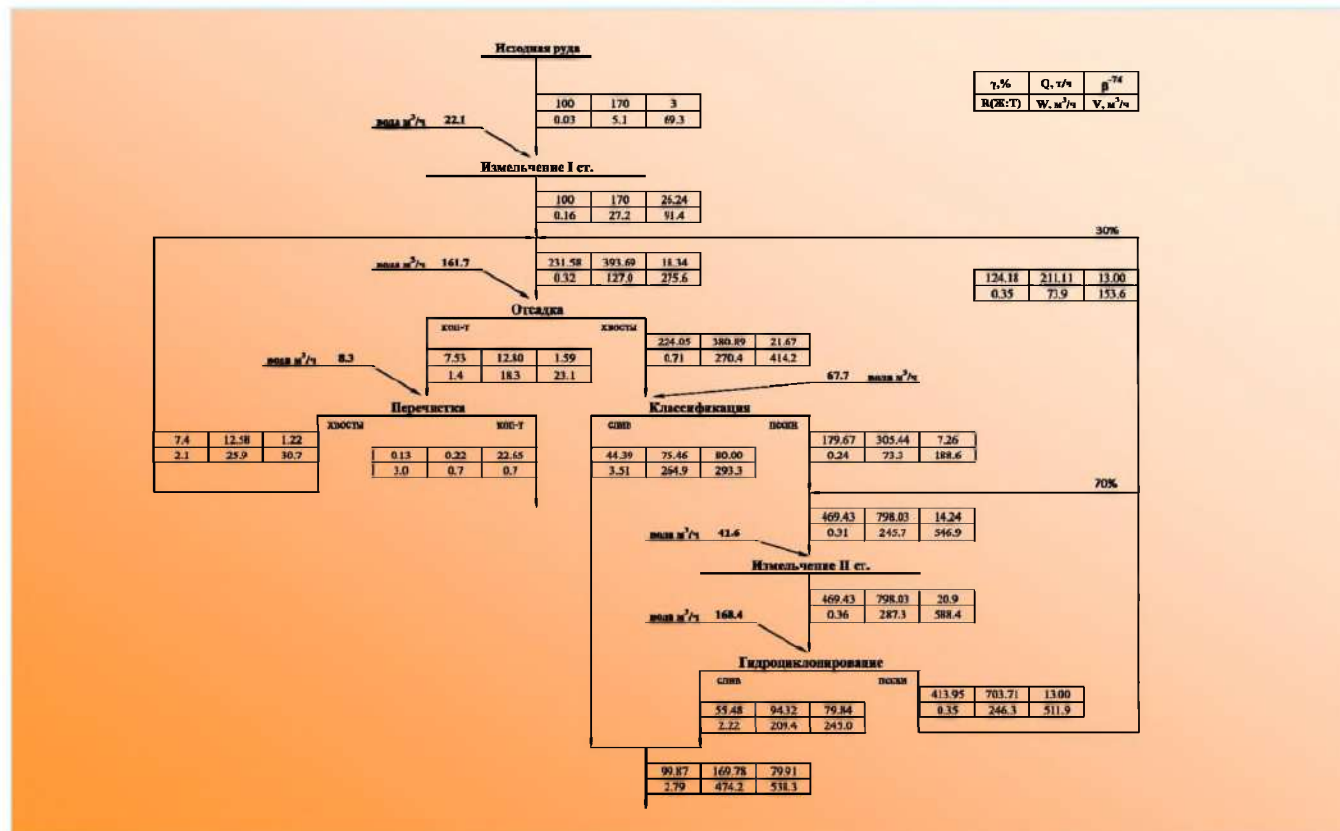 Исходная руда
γ,% Q, т/ч β⁻⁷⁴
R(Ж:Т) W, м³/ч V, м³/ч
100 170 3
0.03 5.1 69.3
вода м³/ч 22.1
Измельчение I ст.
100 170 26.24
0.16 27.2 91.4
30%
вода м³/ч 161.7
231.58 393.69 18.34
0.32 127.0 275.6
124.18 211.11 13.00
0.35 73.9 153.6
Отсадка
кон-т хвосты
224.05 380.89 21.67
0.71 270.4 414.2
вода м³/ч 8.3
7.53 12.80 1.59
1.4 18.3 23.1
67.7 вода м³/ч
Перечистка
Классификация
хвосты кон-т
слив пески
7.4 12.58 1.22
2.1 25.9 30.7
0.13 0.22 22.65
3.0 0.7 0.7
44.39 75.46 80.00
3.51 264.9 293.3
179.67 305.44 7.26
0.24 73.3 188.6
70%
469.43 798.03 14.24
0.31 245.7 546.9
вода м³/ч 41.6
Измельчение II ст.
469.43 798.03 20.9
0.36 287.3 588.4
вода м³/ч 168.4
Гидроциклонирование
слив пески
413.95 703.71 13.00
0.35 246.3 511.9
55.48 94.32 79.84
2.22 209.4 245.0
99.87 169.78 79.91
2.79 474.2 538.3